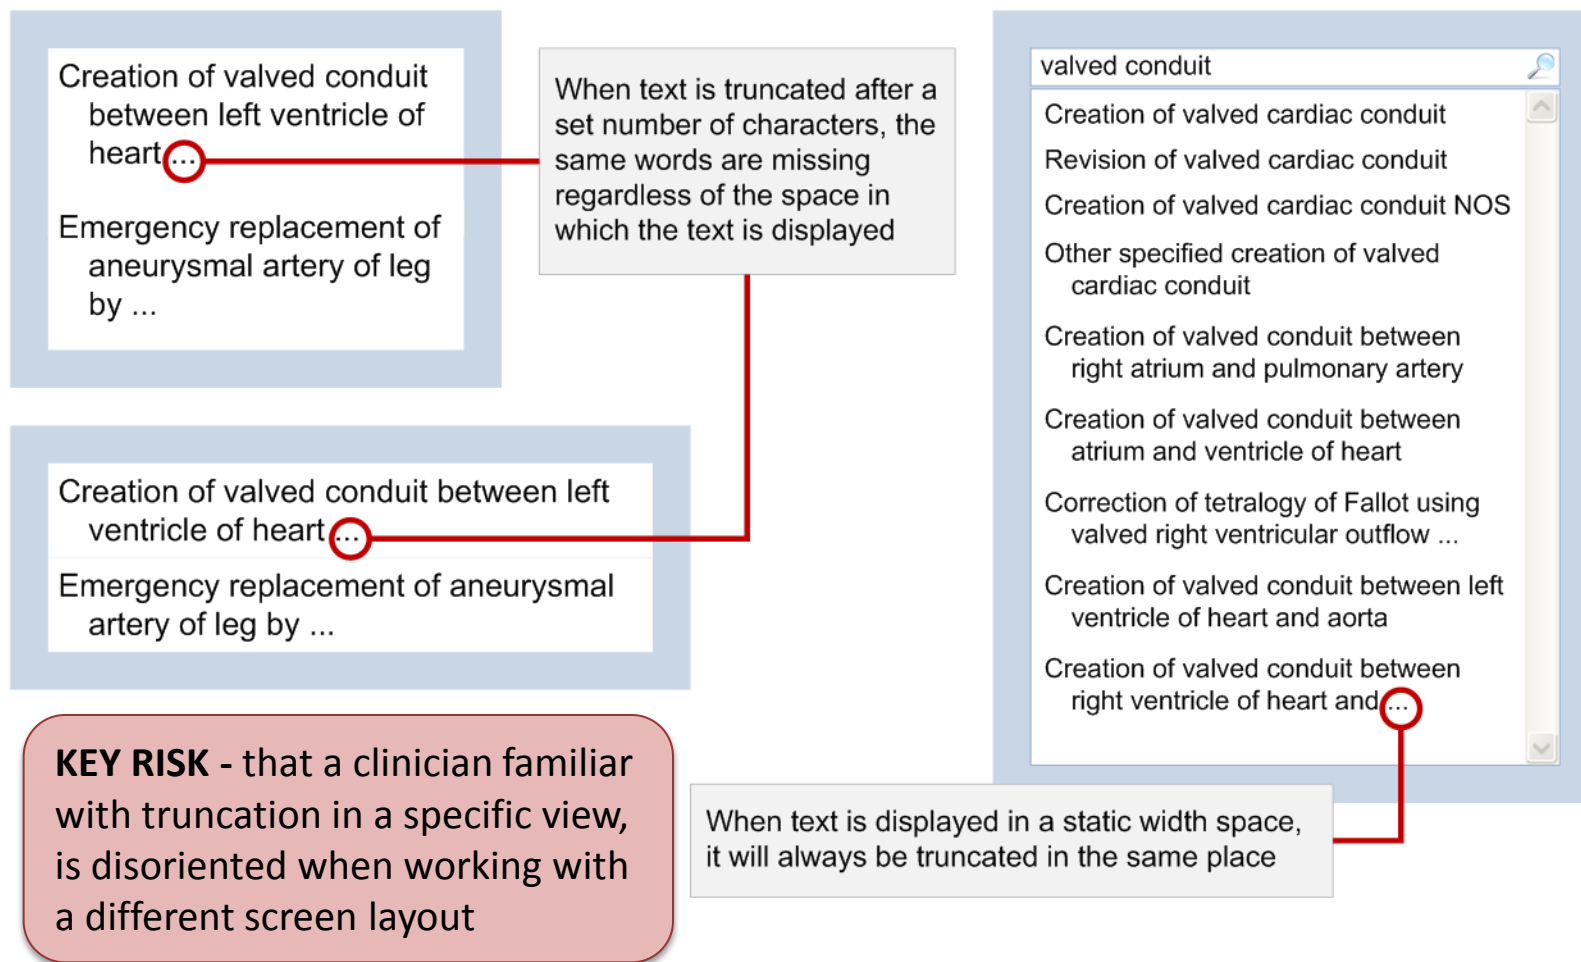 Creation of valved conduit
between left ventricle of
heart ...
Emergency replacement of
aneurysmal artery of leg
by ...
When text is truncated after a
set number of characters, the
same words are missing
regardless of the space in
which the text is displayed
Creation of valved conduit between left
ventricle of heart ...
Emergency replacement of aneurysmal
artery of leg by ...
KEY RISK - that a clinician familiar
with truncation in a specific view,
is disoriented when working with
a different screen layout
valved conduit
Creation of valved cardiac conduit
Revision of valved cardiac conduit
Creation of valved cardiac conduit NOS
Other specified creation of valved
cardiac conduit
Creation of valved conduit between
right atrium and pulmonary artery
Creation of valved conduit between
atrium and ventricle of heart
Correction of tetralogy of Fallot using
valved right ventricular outflow ...
Creation of valved conduit between left
ventricle of heart and aorta
Creation of valved conduit between
right ventricle of heart and ...
When text is displayed in a static width space,
it will always be truncated in the same place